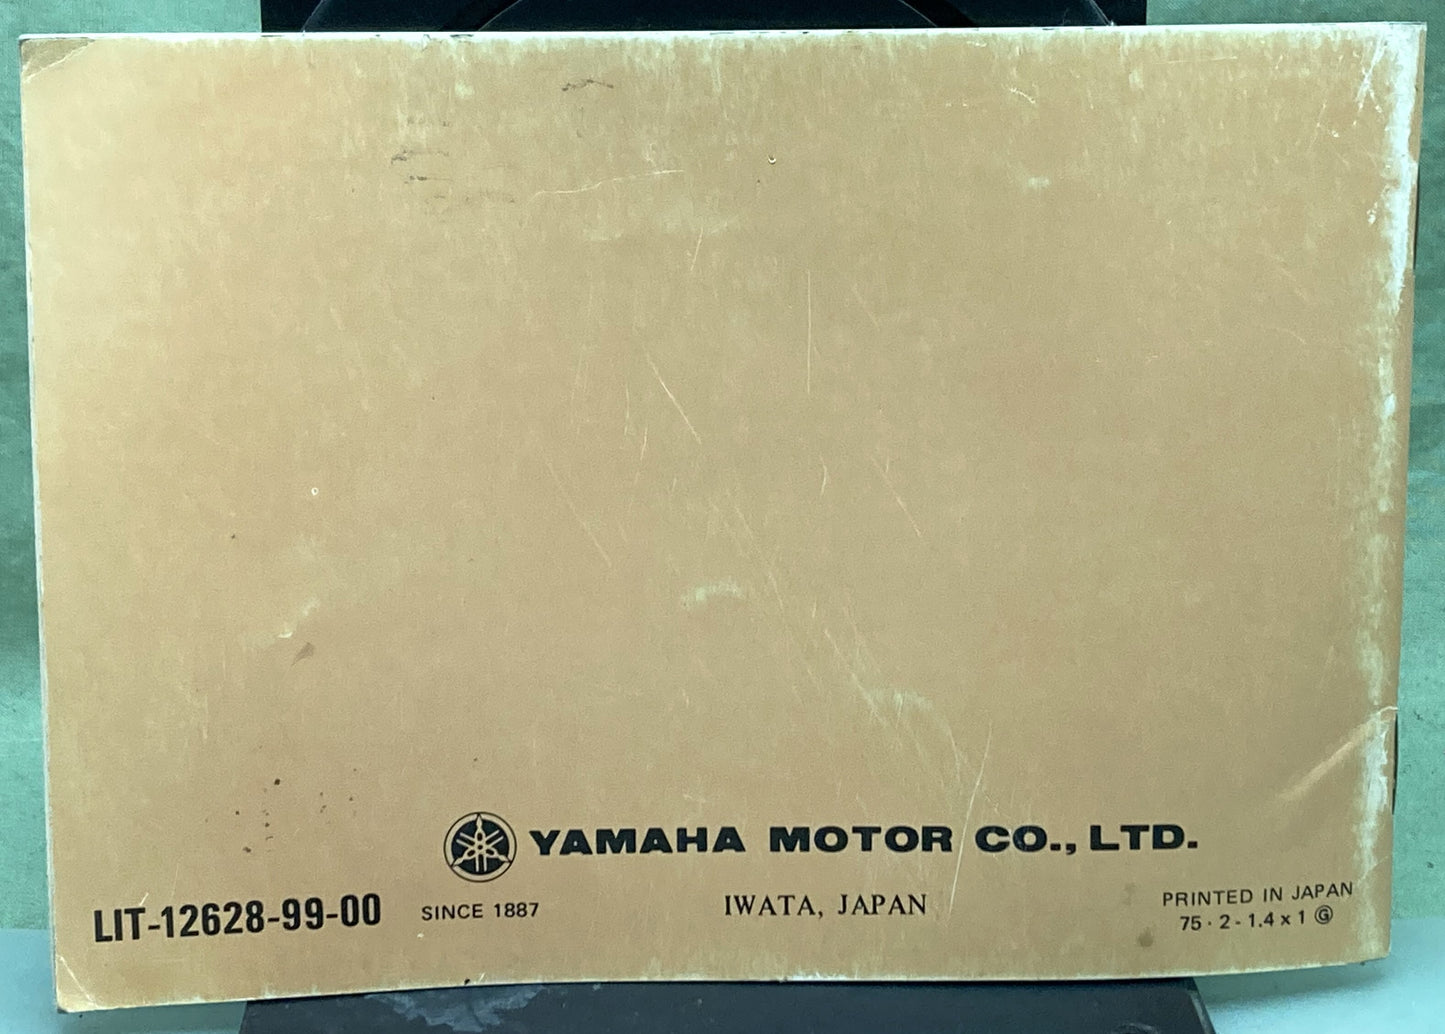 YAMAHA MOTOR CO., LTD.
LIT-12628-99-00
SINCE 1887
IWATA, JAPAN
PRINTED IN JAPAN
75 · 2 - 1.4 x 1 Ⓖ